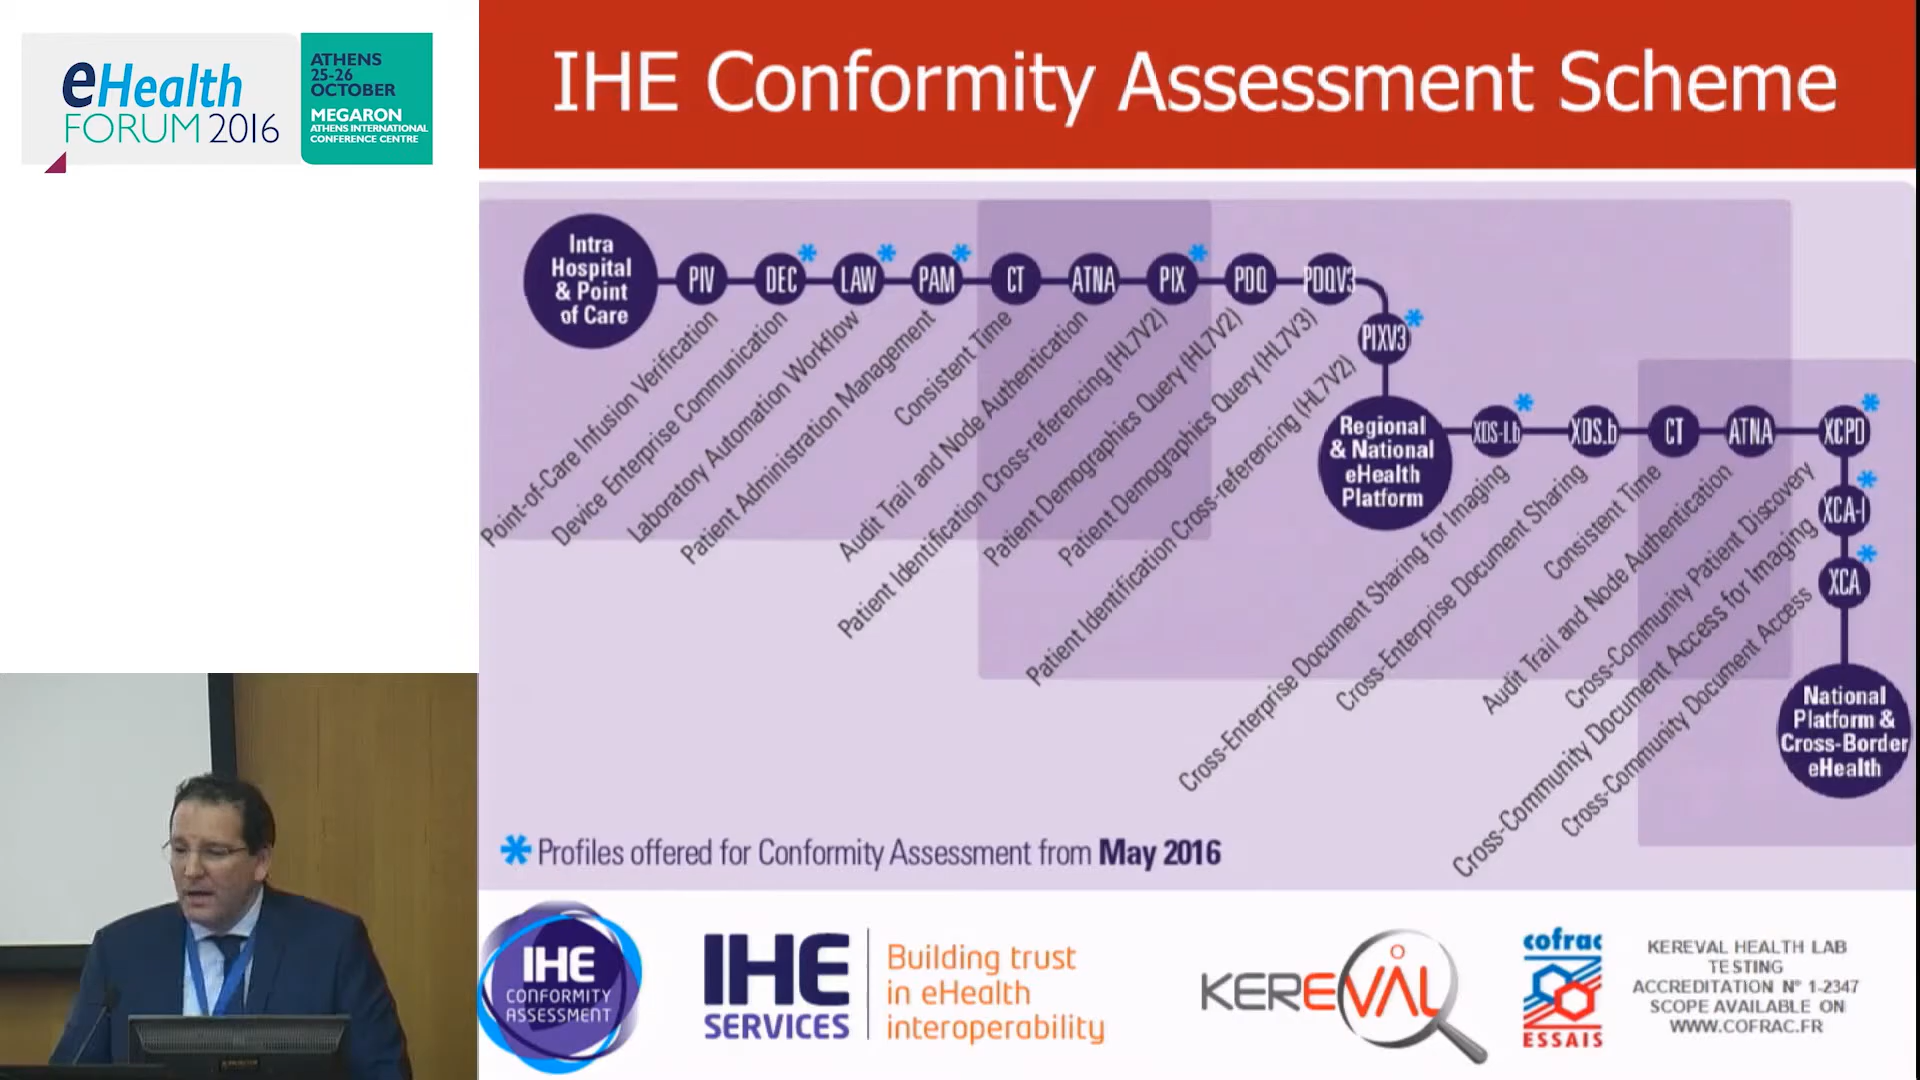 eHealth
FORUM 2016
ATHENS
25-26
OCTOBER
MEGARON
ATHENS INTERNATIONAL
CONFERENCE CENTRE
IHE Conformity Assessment Scheme
Intra
Hospital
& Point
of Care
PIV
DEC
LAW
PAM
CT
ATNA
PIX
PDQ
PDQV3
PIXV3
Point-of-Care Infusion Verification
Device Enterprise Communication
Laboratory Automation Workflow
Patient Administration Management
Consistent Time
Audit Trail and Node Authentication
Patient Identification Cross-referencing (HL7V2)
Patient Demographics Query (HL7V2)
Patient Demographics Query (HL7V3)
Patient Identification Cross-referencing (HL7V2)
Regional
& National
eHealth
Platform
XDS-I.b
XDS.b
CT
ATNA
XCPD
XCA-I
XCA
Cross-Enterprise Document Sharing for Imaging
Cross-Enterprise Document Sharing
Consistent Time
Audit Trail and Node Authentication
Cross-Community Patient Discovery
Cross-Community Document Access for Imaging
Cross-Community Document Access
National
Platform &
Cross-Border
eHealth
* Profiles offered for Conformity Assessment from May 2016
IHE
CONFORMITY
ASSESSMENT
IHE
SERVICES
Building trust
in eHealth
interoperability
KEREVAL
cofrac
ESSAIS
KEREVAL HEALTH LAB
TESTING
ACCREDITATION N° 1-2347
SCOPE AVAILABLE ON
WWW.COFRAC.FR